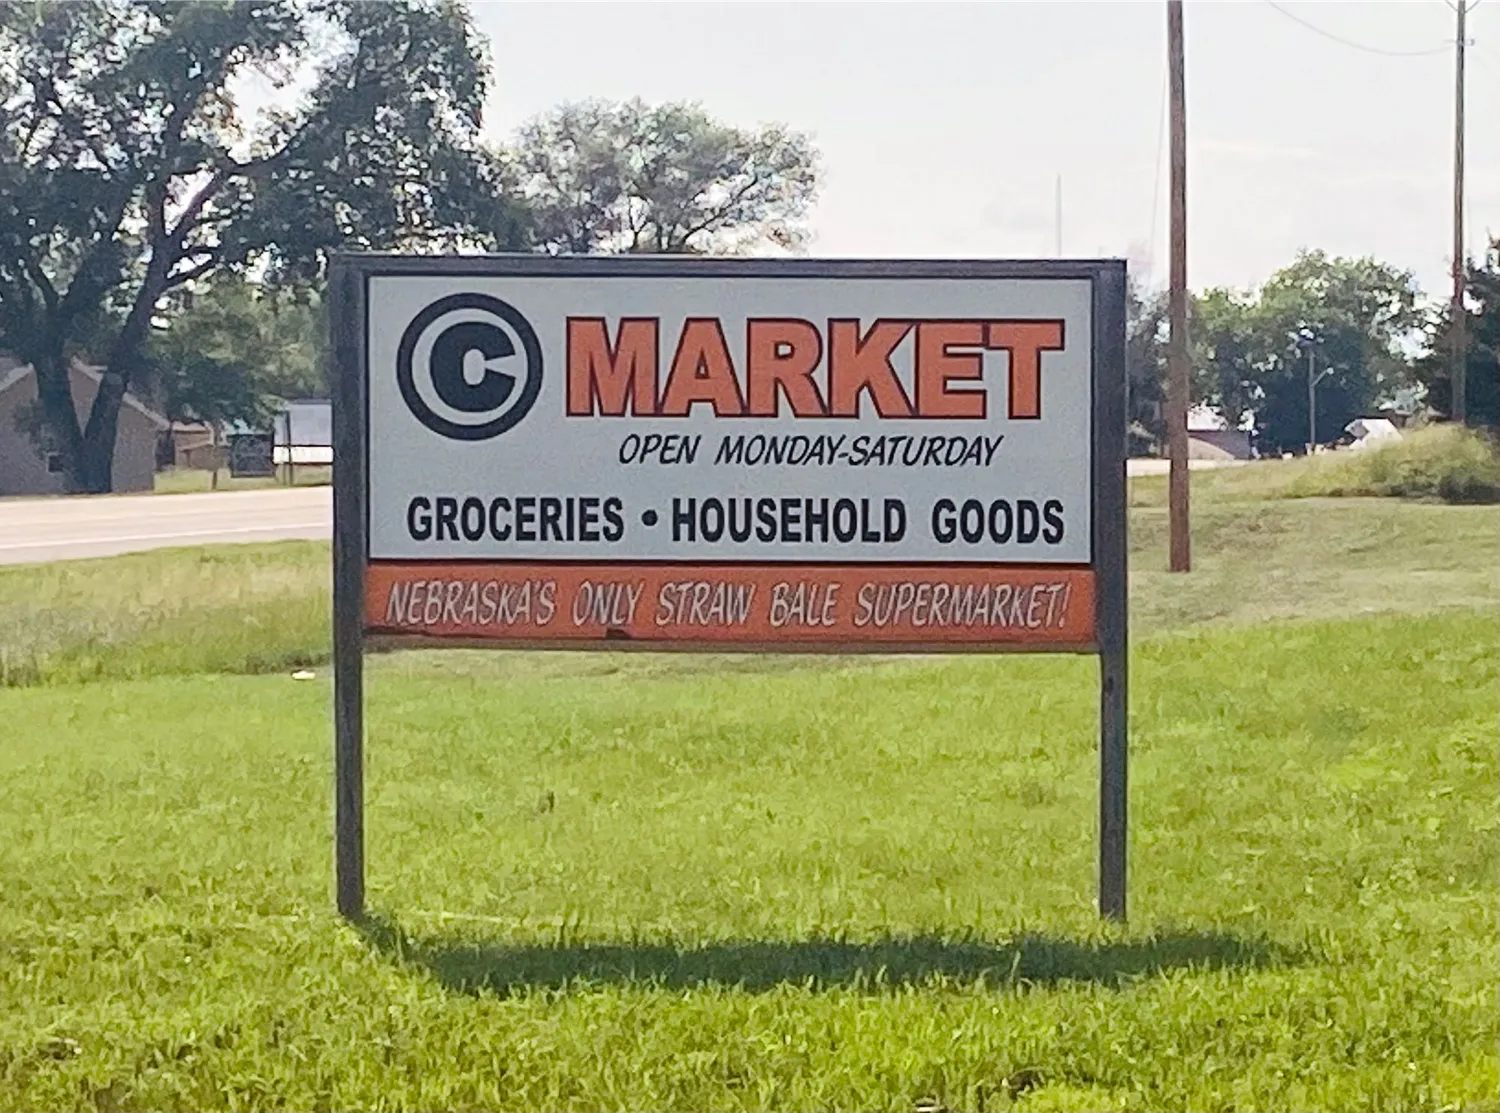 © MARKET
OPEN MONDAY-SATURDAY
GROCERIES • HOUSEHOLD GOODS
NEBRASKA'S ONLY STRAW BALE SUPERMARKET!